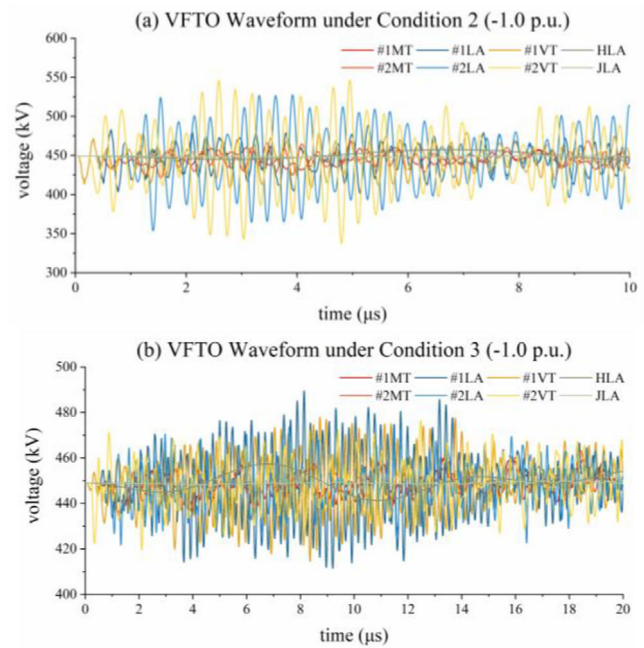 (a) VFTO Waveform under Condition 2 (-1.0 p.u.)
#1MT #1LA #1VT HLA
#2MT #2LA #2VT JLA
600
550
500
450
400
350
300
voltage (kV)
0 2 4 6 8 10
time (μs)
(b) VFTO Waveform under Condition 3 (-1.0 p.u.)
#1MT #1LA #1VT HLA
#2MT #2LA #2VT JLA
500
480
460
440
420
400
voltage (kV)
0 2 4 6 8 10 12 14 16 18 20
time (μs)